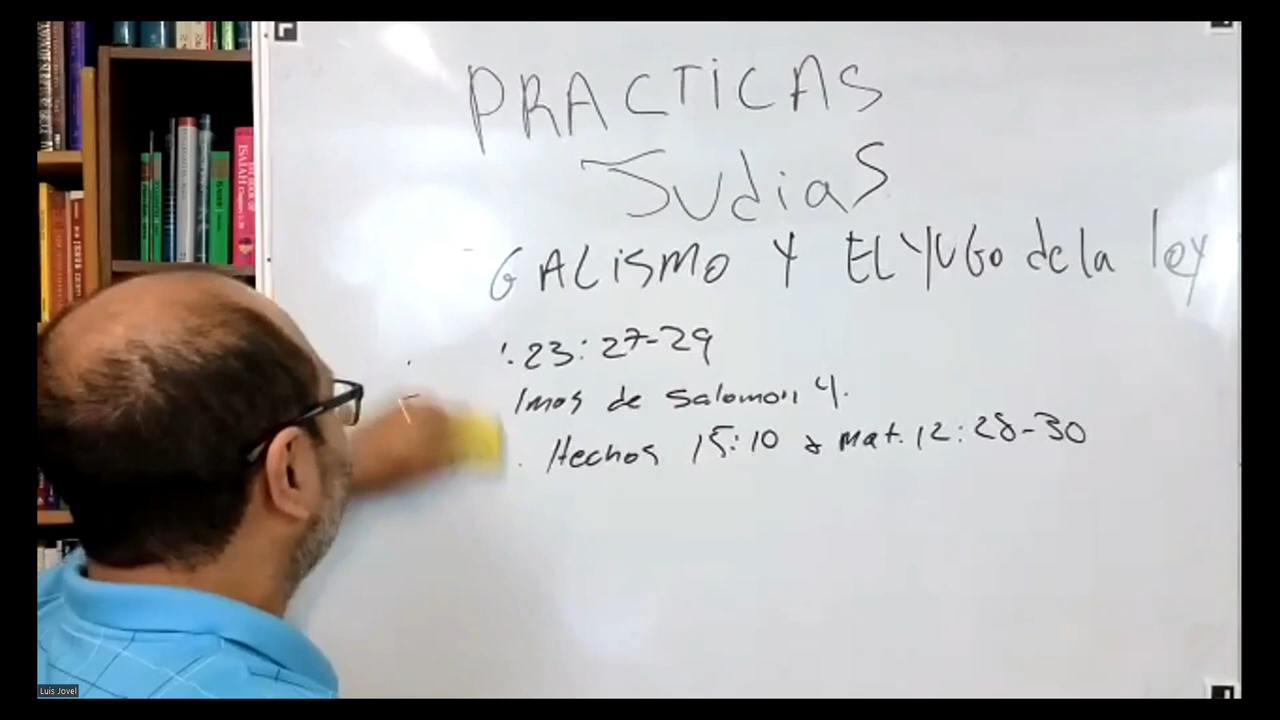 PRACTICAS
Judias
GALISMO Y EL YUGO de la ley
:23:27-29
lmos de Salomon 4.
Hechos 15:10 & Mat. 12:28-30
ISAIAH
Luis Jovel